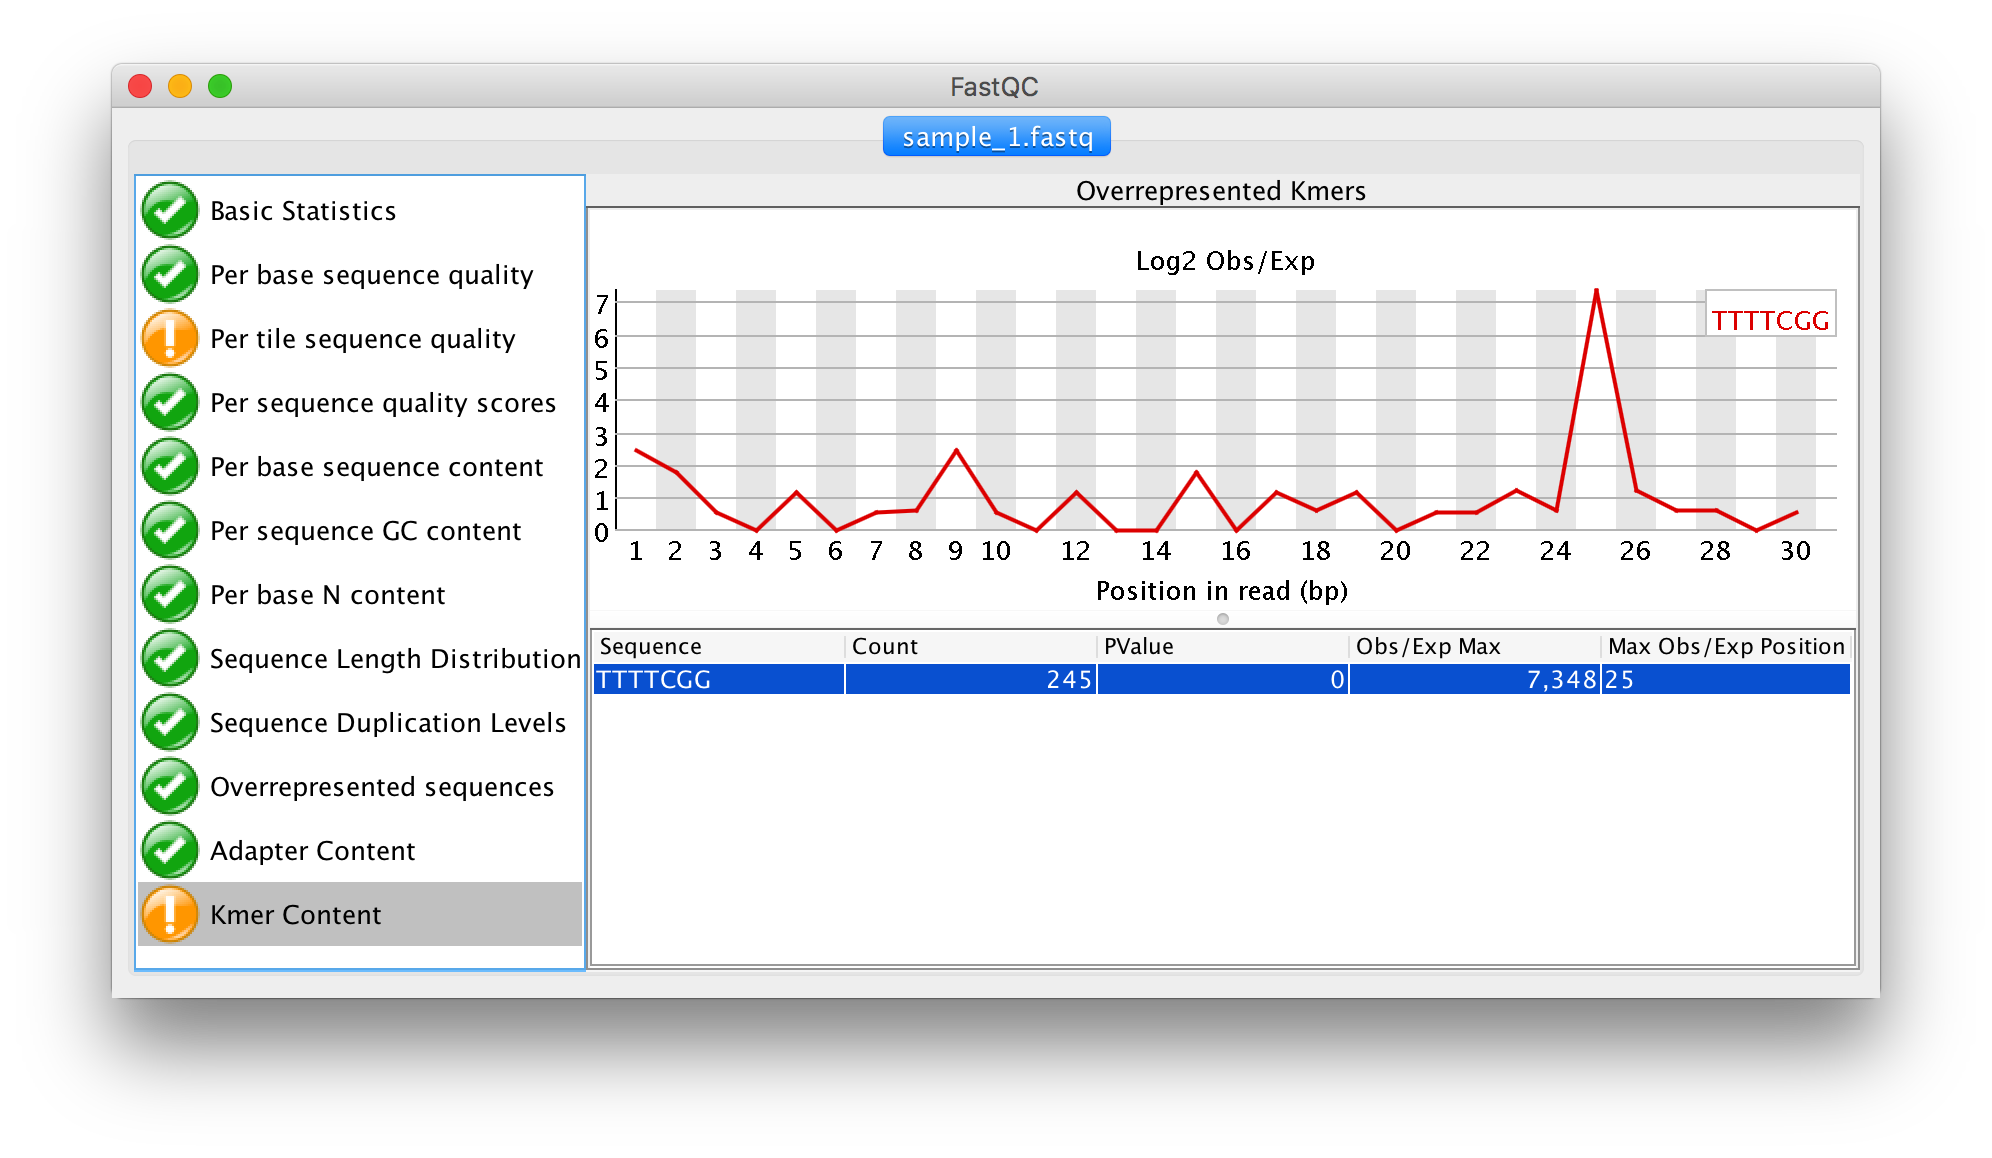 FastQC
sample_1.fastq
Basic Statistics
Per base sequence quality
Per tile sequence quality
Per sequence quality scores
Per base sequence content
Per sequence GC content
Per base N content
Sequence Length Distribution
Sequence Duplication Levels
Overrepresented sequences
Adapter Content
Kmer Content
Overrepresented Kmers
Log2 Obs/Exp
TTTTCGG
7
6
5
4
3
2
1
0
1 2 3 4 5 6 7 8 9 10 12 14 16 18 20 22 24 26 28 30
Position in read (bp)
Sequence Count PValue Obs/Exp Max Max Obs/Exp Position
TTTTCGG 245 0 7,348 25